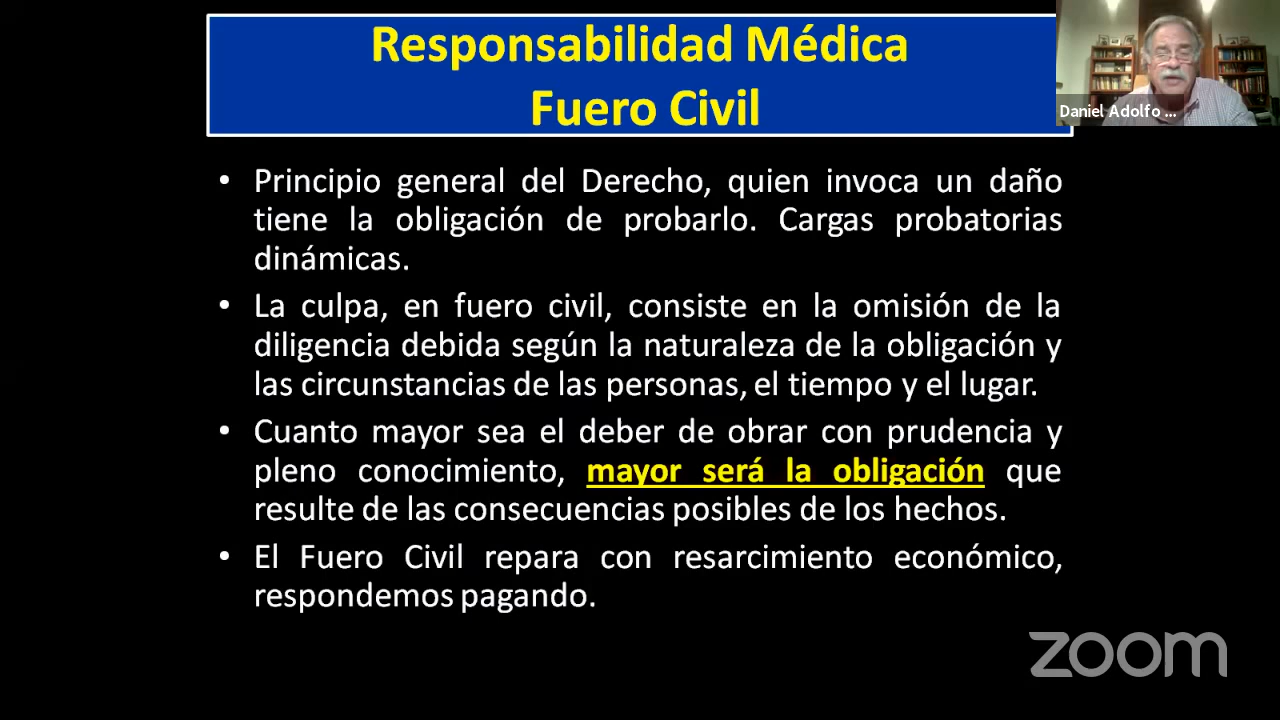 Responsabilidad Médica
Fuero Civil
Daniel Adolfo ...
• Principio general del Derecho, quien invoca un daño
tiene la obligación de probarlo. Cargas probatorias
dinámicas.
• La culpa, en fuero civil, consiste en la omisión de la
diligencia debida según la naturaleza de la obligación y
las circunstancias de las personas, el tiempo y el lugar.
• Cuanto mayor sea el deber de obrar con prudencia y
pleno conocimiento, mayor será la obligación que
resulte de las consecuencias posibles de los hechos.
• El Fuero Civil repara con resarcimiento económico,
respondemos pagando.
zoom